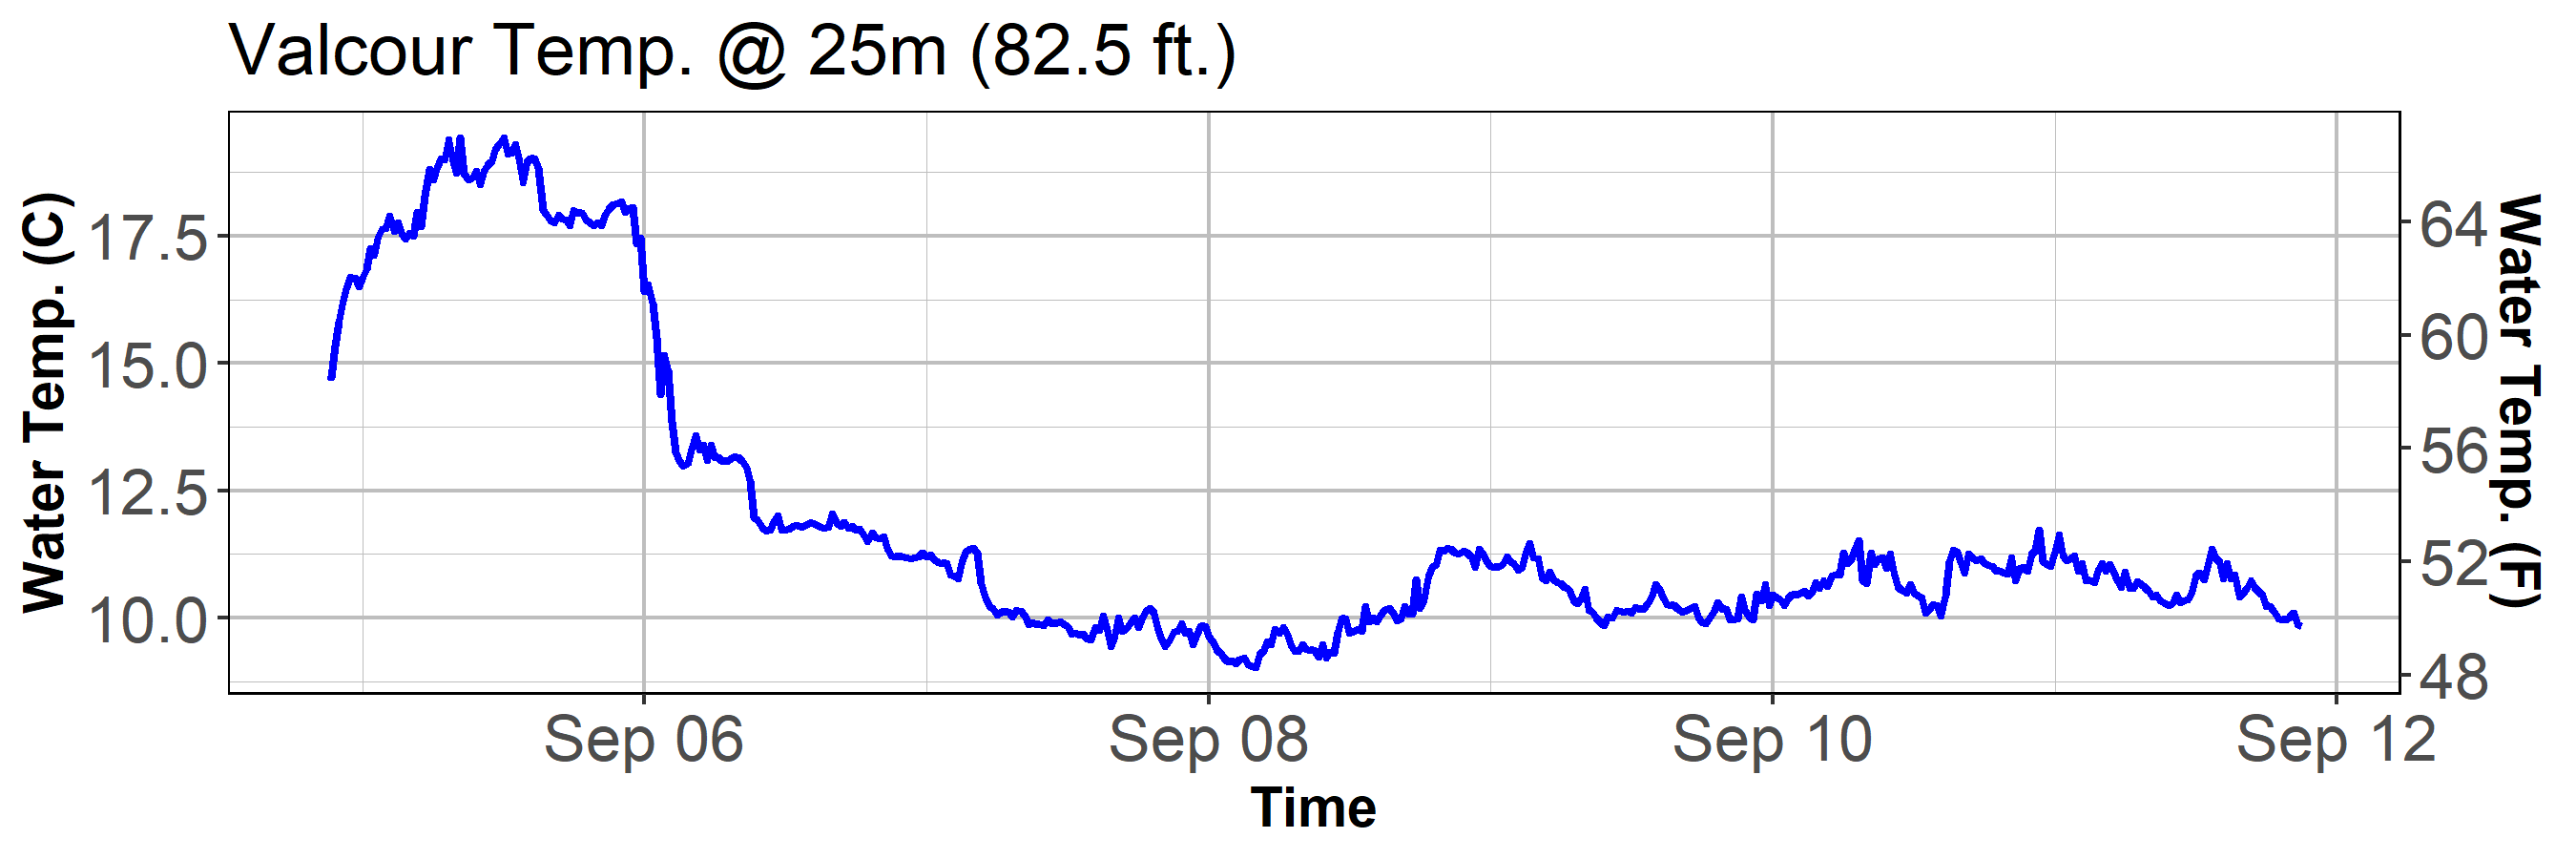 Valcour Temp. @ 25m (82.5 ft.)
Water Temp. (C)
17.5
15.0
12.5
10.0
64
60
56
52
48
Water Temp. (F)
Sep 06
Sep 08
Sep 10
Sep 12
Time